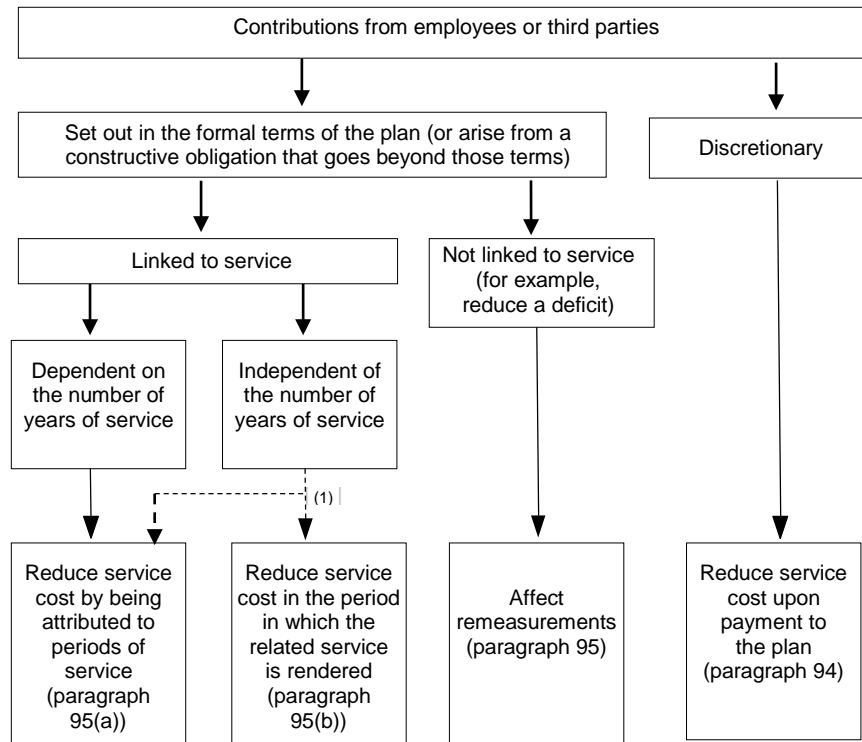 Contributions from employees or third parties
Set out in the formal terms of the plan (or arise from a
constructive obligation that goes beyond those terms)
Discretionary
Linked to service
Not linked to service
(for example,
reduce a deficit)
Dependent on
the number of
years of service
Independent of
the number of
years of service
(1)
Reduce service
cost by being
attributed to
periods of
service
(paragraph
95(a))
Reduce service
cost in the period
in which the
related service
is rendered
(paragraph
95(b))
Affect
remeasurements
(paragraph 95)
Reduce service
cost upon
payment to
the plan
(paragraph 94)